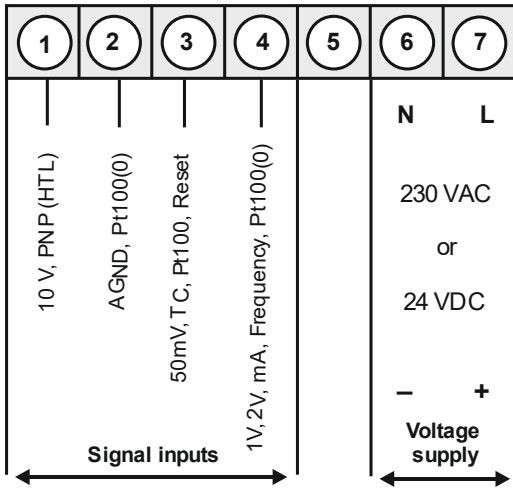 1 2 3 4 5 6 7
10 V, PNP (HTL)
AGND, Pt100(0)
50mV, TC, Pt100, Reset
1V, 2V, mA, Frequency, Pt100(0)
N L
230 VAC
or
24 VDC
– +
Signal inputs
Voltage
supply